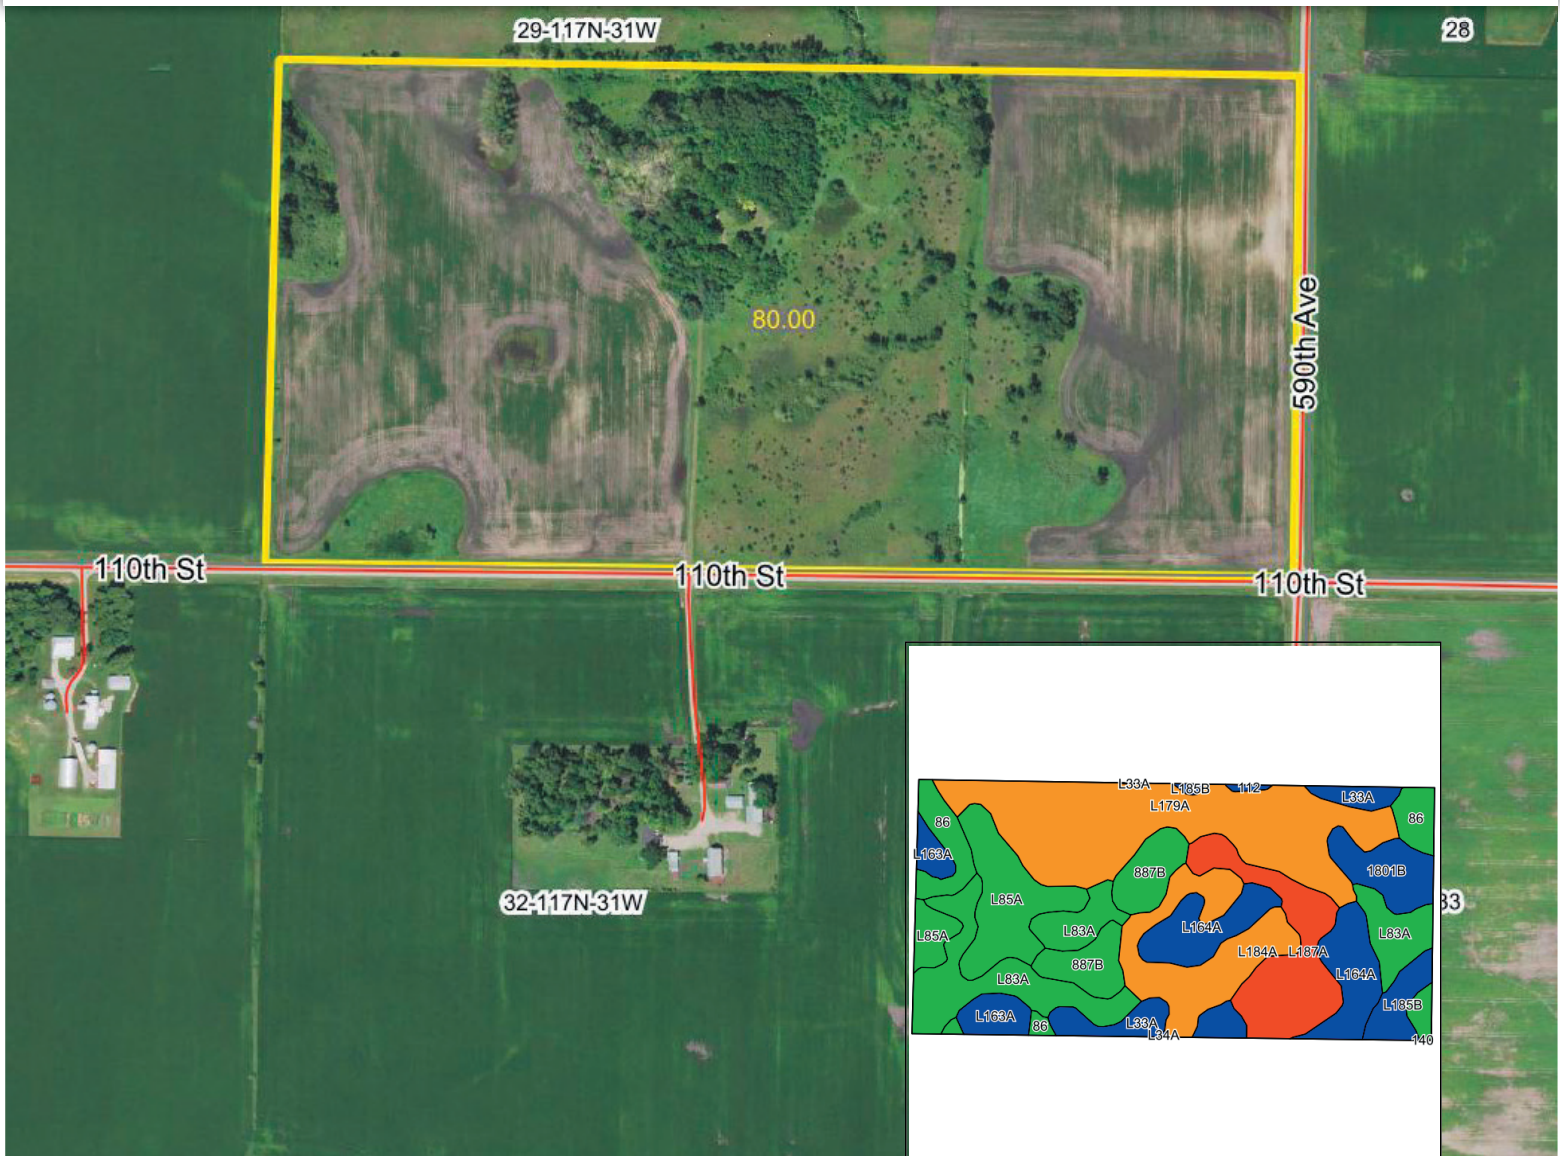 29-117N-31W
28
80.00
590th Ave
110th St
110th St
110th St
32-117N-31W
33
L33A
L185B
112
L33A
L179A
86
86
L163A
887B
1801B
L85A
L164A
L83A
L83A
L85A
L184A
L187A
887B
L164A
L83A
L185B
L163A
86
L33A
L34A
140